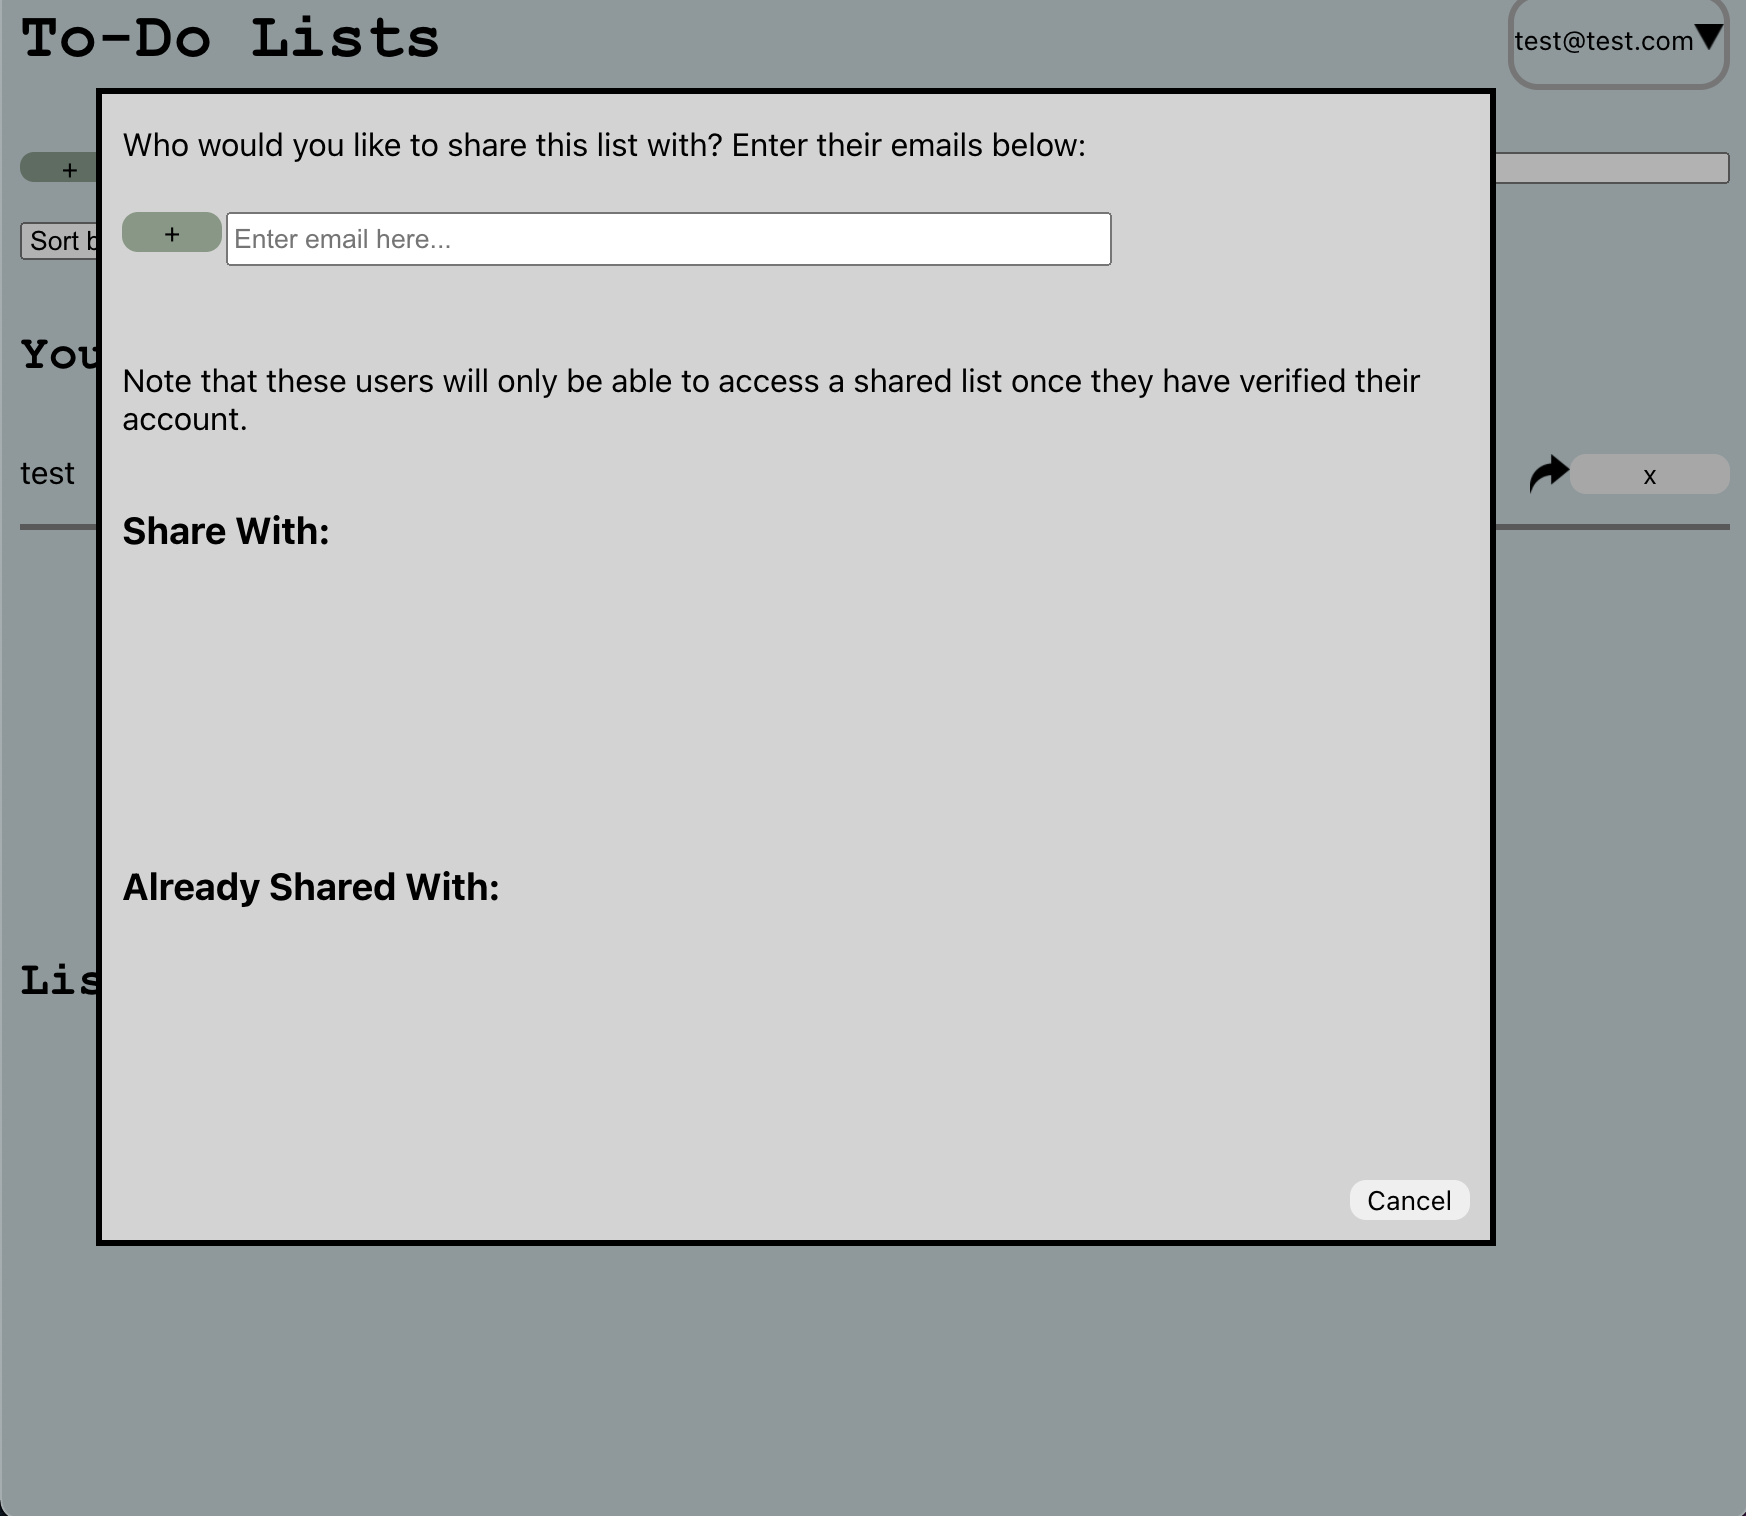 To-Do Lists
test@test.com
Who would you like to share this list with? Enter their emails below:
+
+
Enter email here...
Sort b
You
Note that these users will only be able to access a shared list once they have verified their
account.
test
x
Share With:
Already Shared With:
Lis
Cancel